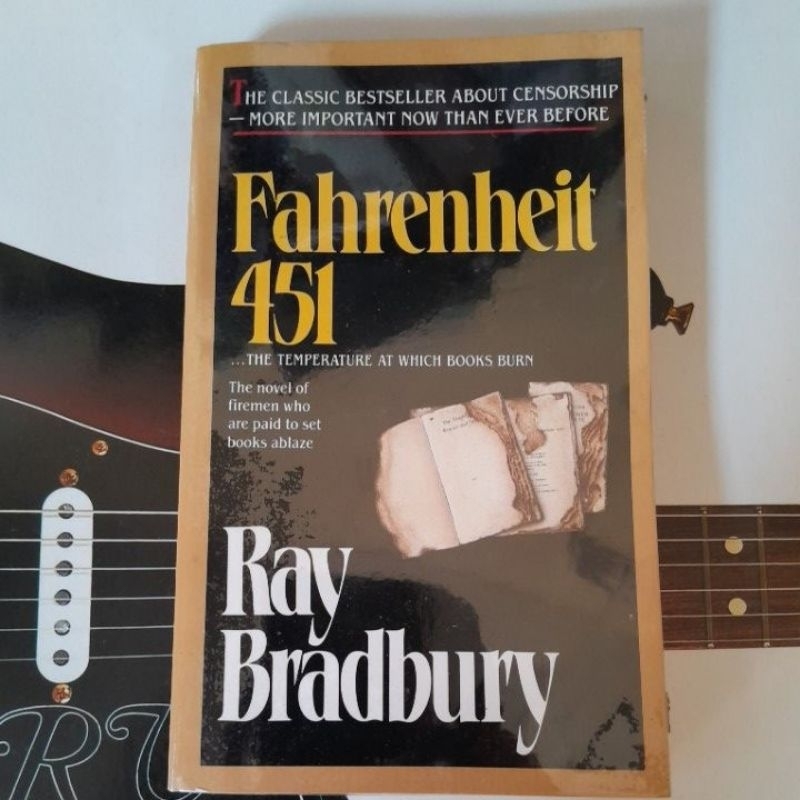 THE CLASSIC BESTSELLER ABOUT CENSORSHIP
— MORE IMPORTANT NOW THAN EVER BEFORE
Fahrenheit
451
...THE TEMPERATURE AT WHICH BOOKS BURN
The novel of
firemen who
are paid to set
books ablaze
Ray
Bradbury